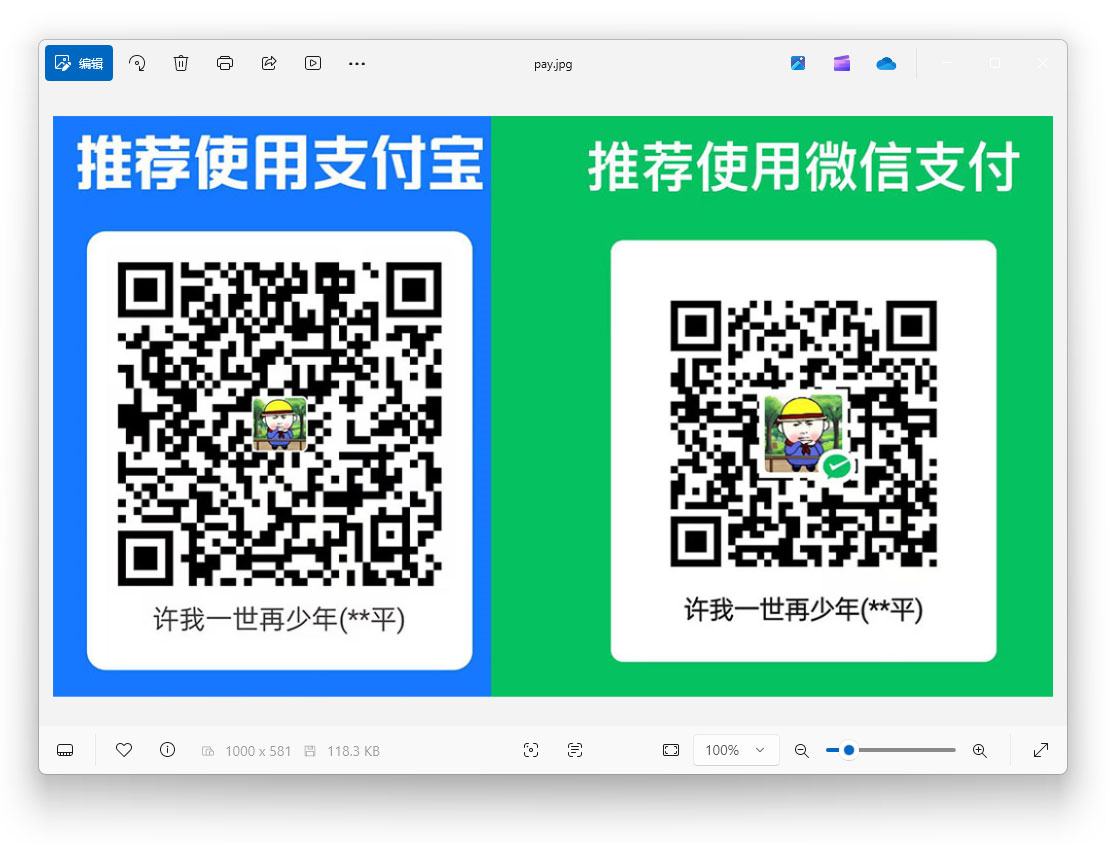 编辑
pay.jpg
推荐使用支付宝
推荐使用微信支付
许我一世再少年(**平)
许我一世再少年(**平)
1000 x 581
118.3 KB
100%